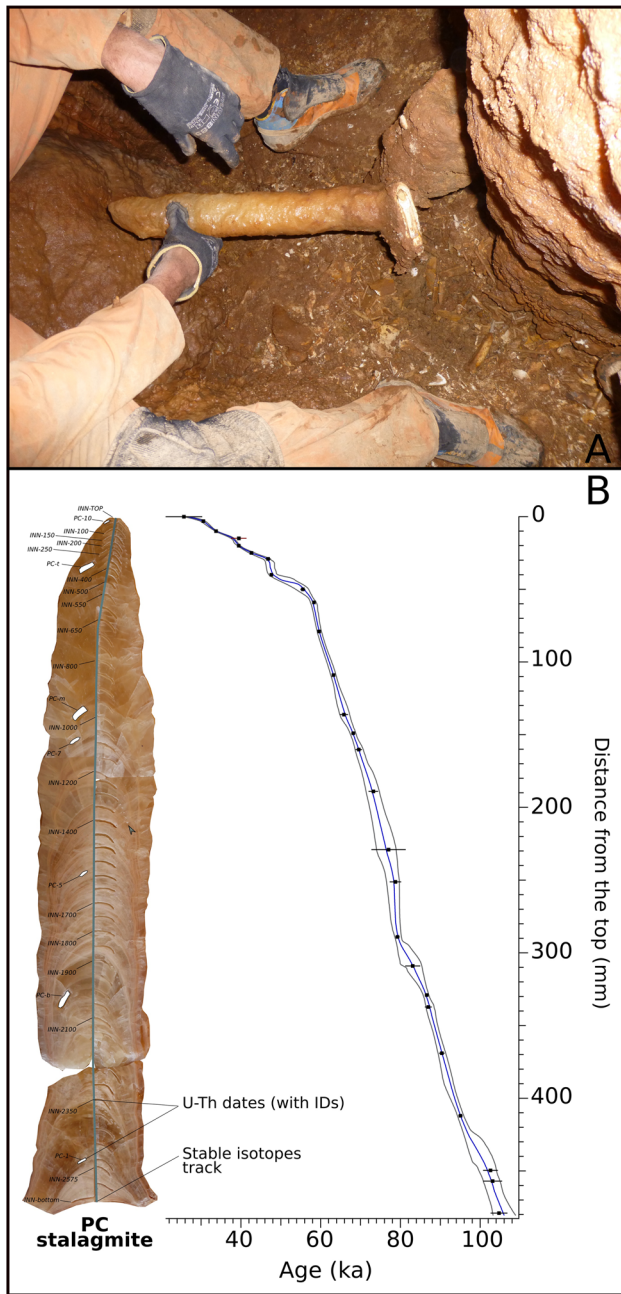 A
B
INN-TOP
PC-10
INN-100
INN-150
INN-200
INN-250
PC-t
INN-400
INN-500
INN-550
INN-650
INN-800
PC-m
INN-1000
PC-7
INN-1200
INN-1400
PC-5
INN-1700
INN-1800
INN-1900
PC-b
INN-2100
INN-2350
PC-1
INN-2575
INN-bottom
U-Th dates (with IDs)
Stable isotopes
track
PC
stalagmite
0
100
200
300
400
Distance from the top (mm)
40
60
80
100
Age (ka)